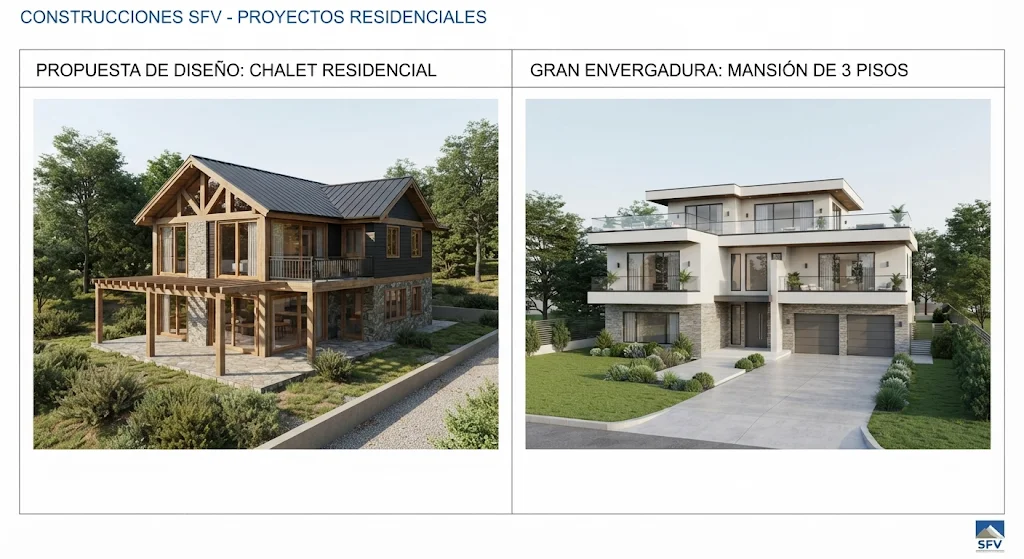 CONSTRUCCIONES SFV - PROYECTOS RESIDENCIALES
PROPUESTA DE DISEÑO: CHALET RESIDENCIAL
GRAN ENVERGADURA: MANSIÓN DE 3 PISOS
SFV